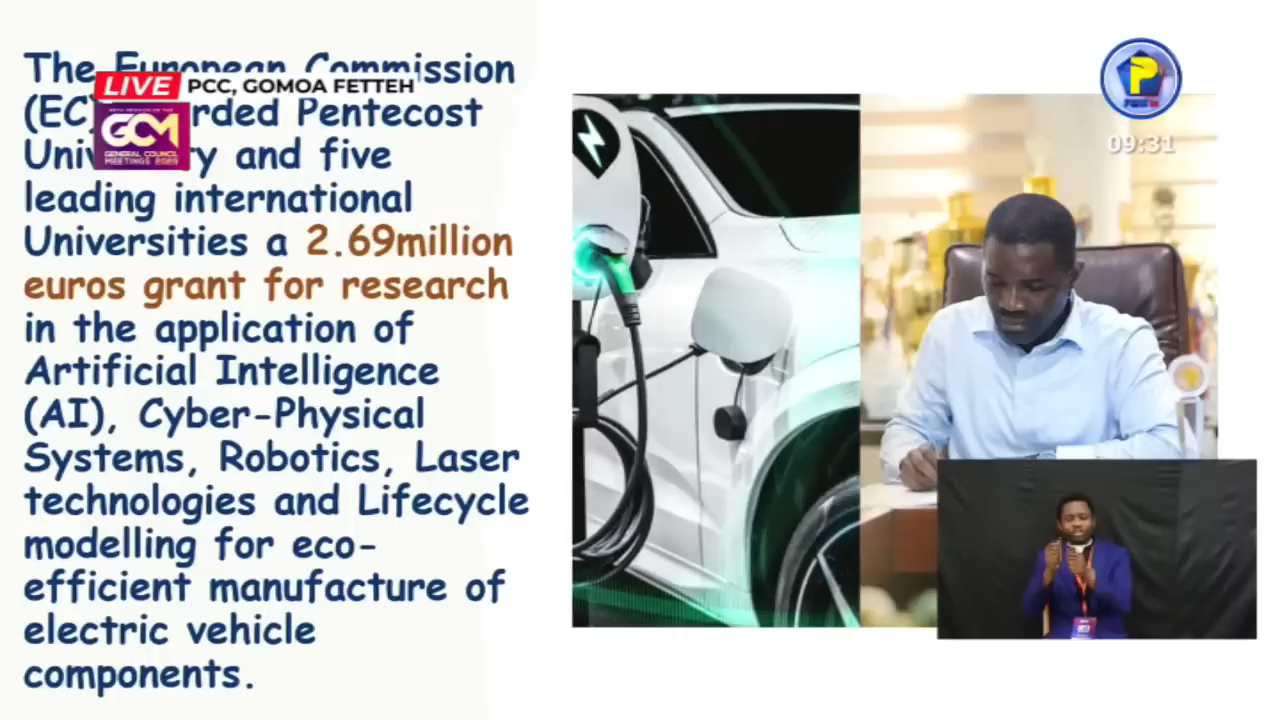 The European Commission
LIVE PCC, GOMOA FETTEH
(EC) rded Pentecost
GCM
GENERAL COUNCIL
MEETINGS 2025
Univ ry and five
leading international
Universities a 2.69million
euros grant for research
in the application of
Artificial Intelligence
(AI), Cyber-Physical
Systems, Robotics, Laser
technologies and Lifecycle
modelling for eco-
efficient manufacture of
electric vehicle
components.
P
09:31